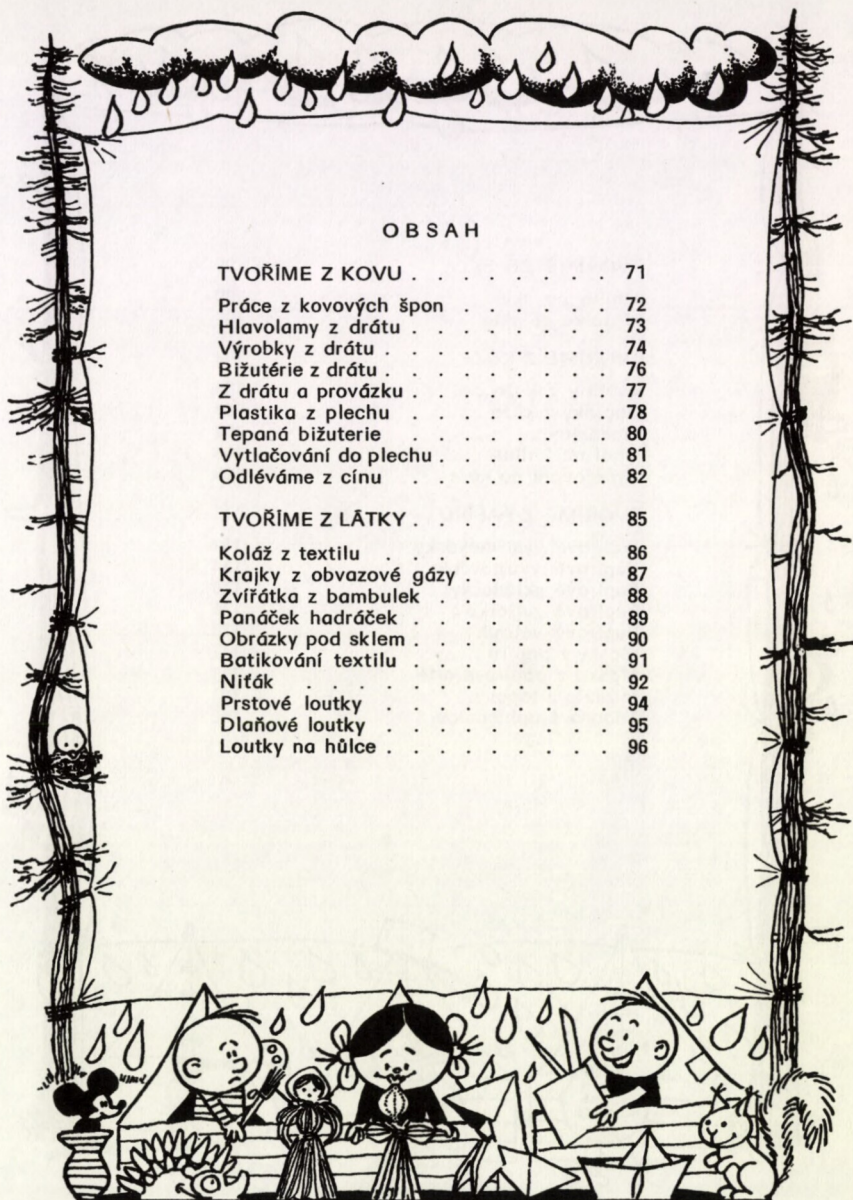 OBSAH
TVOŘÍME Z KOVU . . . . . . . . . 71
Práce z kovových špon . . . . . . . 72
Hlavolamy z drátu . . . . . . . . . 73
Výrobky z drátu . . . . . . . . . . 74
Bižutérie z drátu . . . . . . . . . . 76
Z drátu a provázku . . . . . . . . . 77
Plastika z plechu . . . . . . . . . 78
Tepaná bižuterie . . . . . . . . . 80
Vytlačování do plechu . . . . . . . . 81
Odléváme z cínu . . . . . . . . . 82
TVOŘÍME Z LÁTKY . . . . . . . . . 85
Koláž z textilu . . . . . . . . . . 86
Krajky z obvazové gázy . . . . . . . 87
Zvířátka z bambulek . . . . . . . . 88
Panáček hadráček . . . . . . . . . 89
Obrázky pod sklem . . . . . . . . . 90
Batikování textilu . . . . . . . . . 91
Niťák . . . . . . . . . . . . 92
Prstové loutky . . . . . . . . . . 94
Dlaňové loutky . . . . . . . . . . 95
Loutky na hůlce . . . . . . . . . . 96